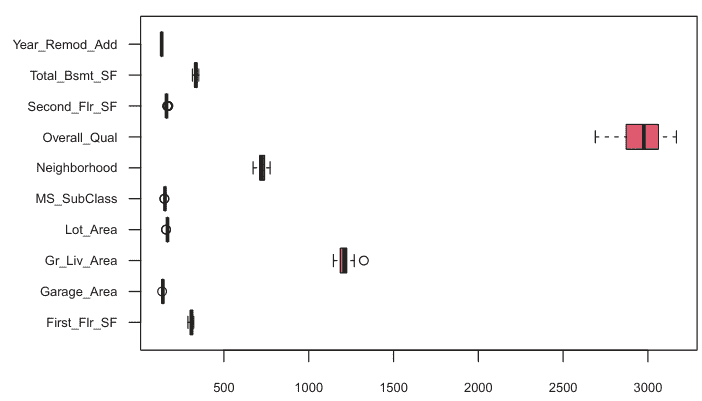 Year_Remod_Add
Total_Bsmt_SF
Second_Flr_SF
Overall_Qual
Neighborhood
MS_SubClass
Lot_Area
Gr_Liv_Area
Garage_Area
First_Flr_SF
500 1000 1500 2000 2500 3000